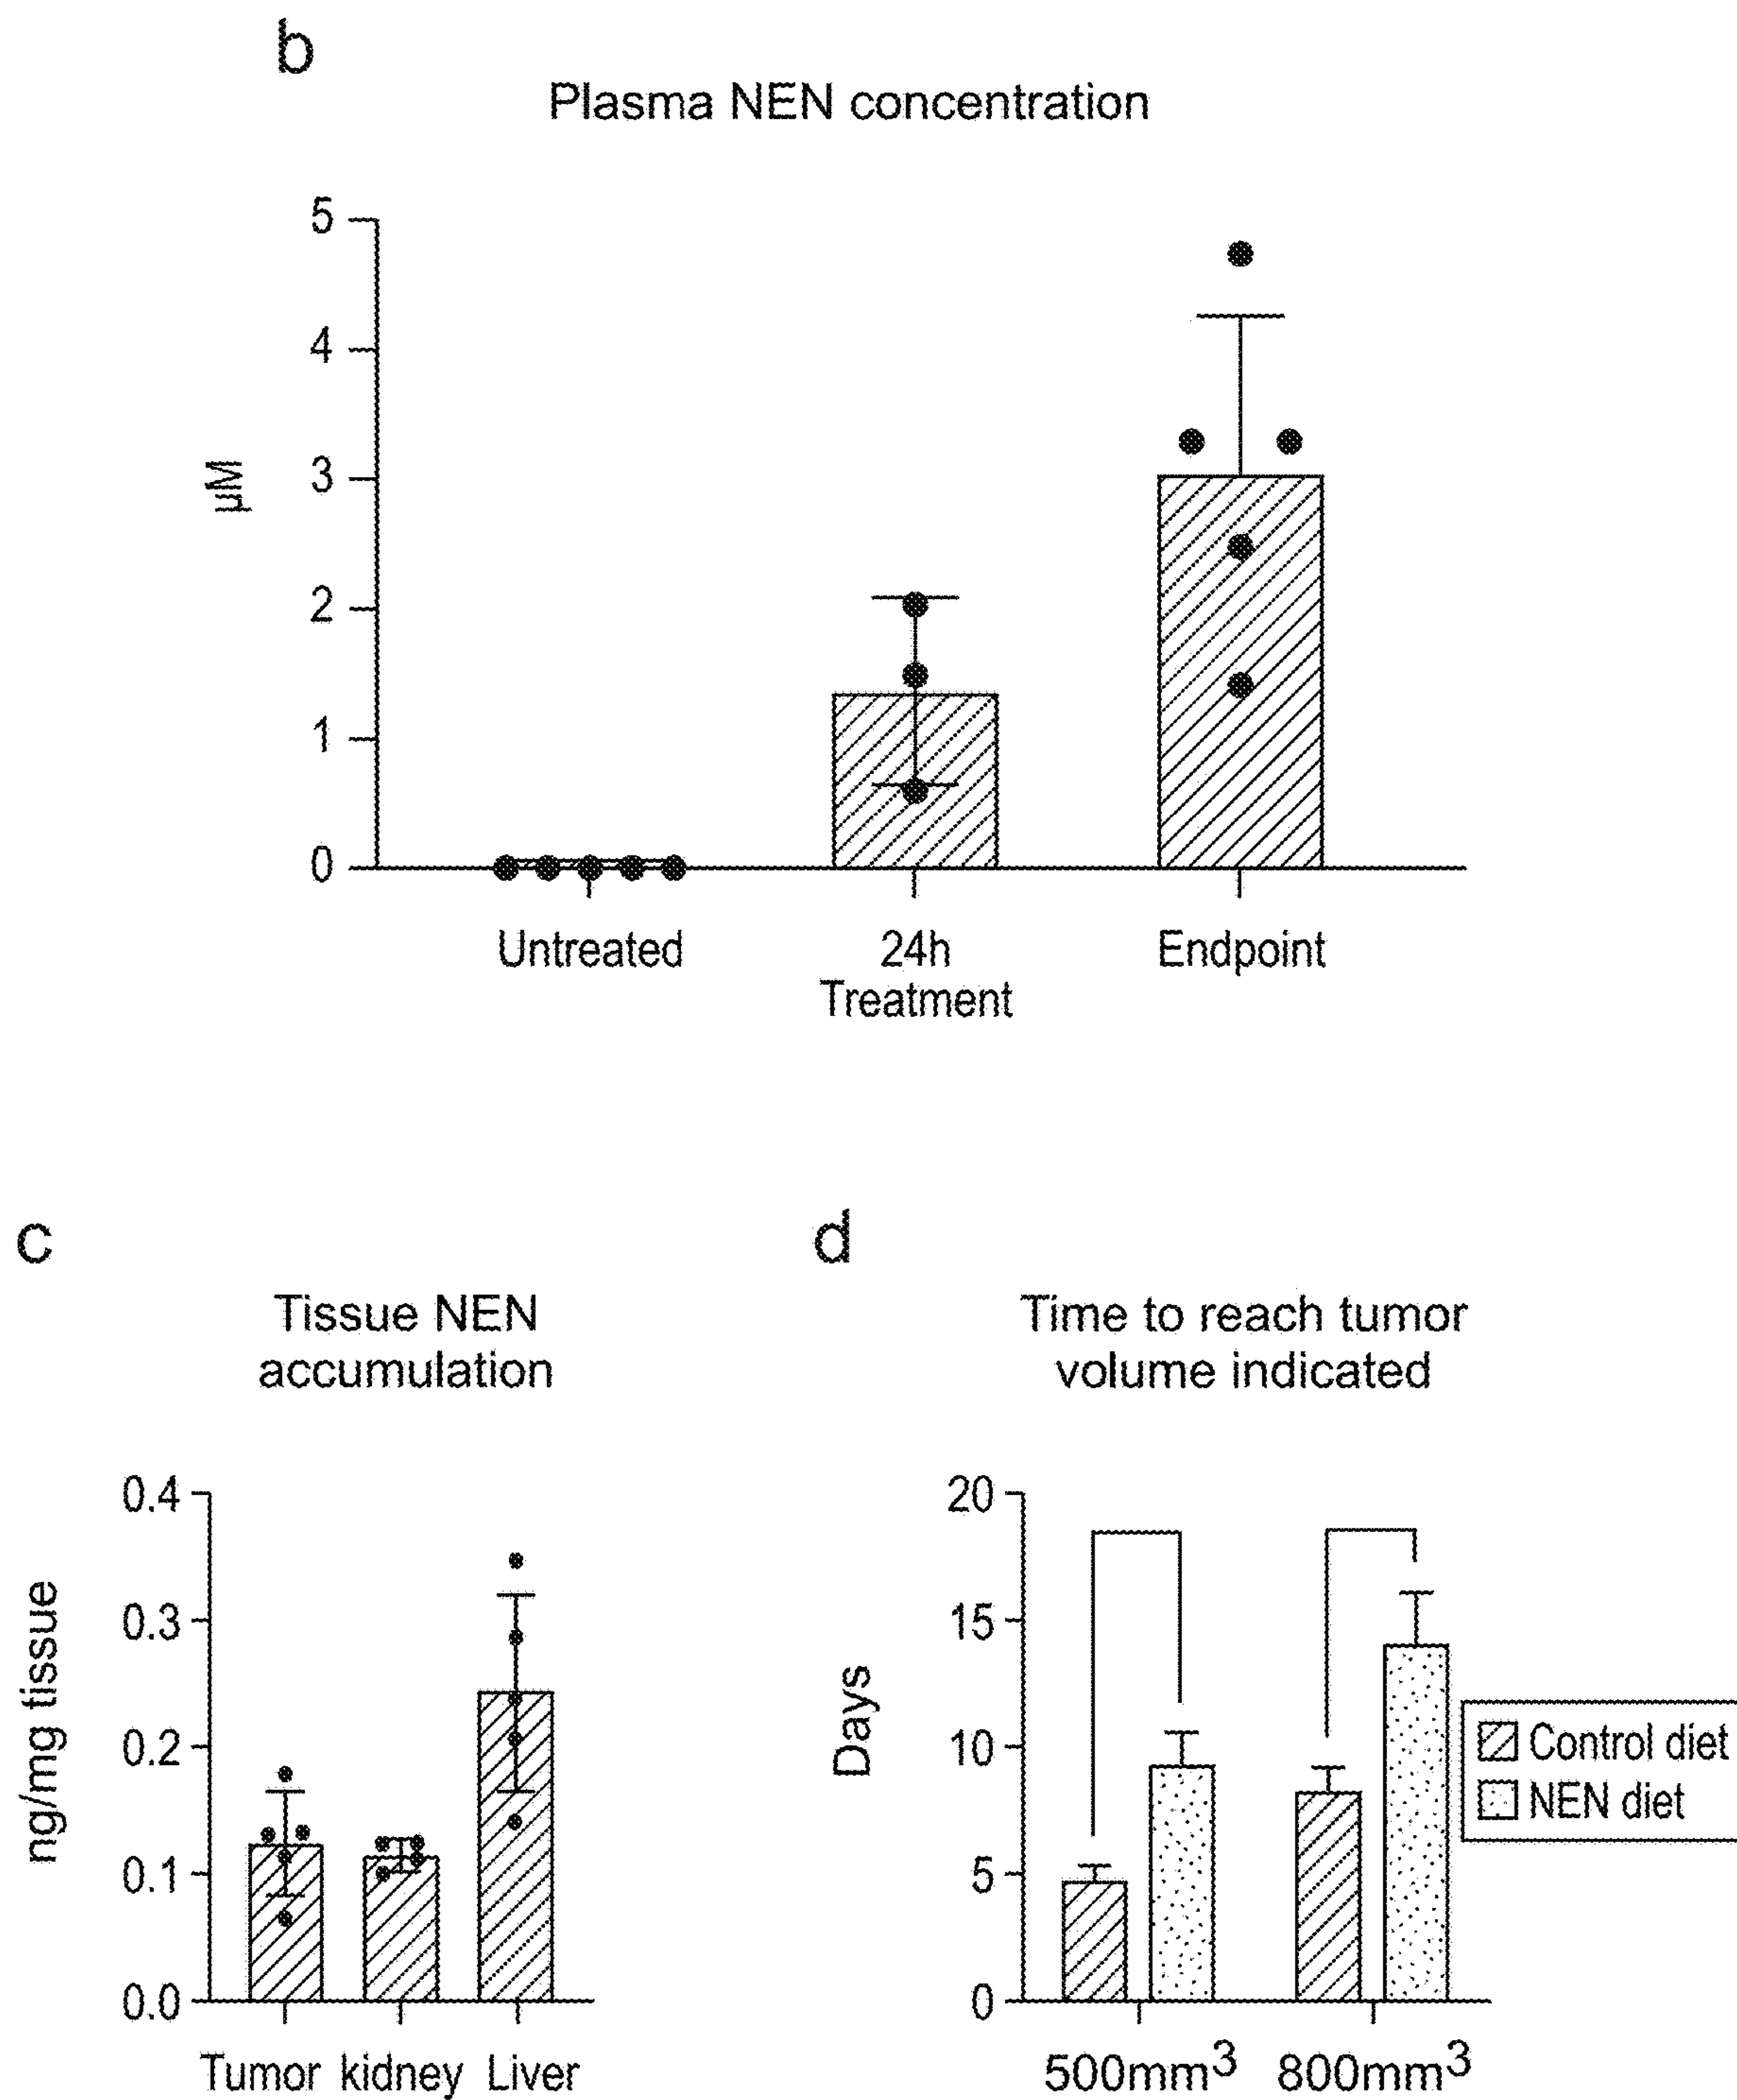 b
Plasma NEN concentration
5
4
3
2
1
0
µM
Untreated
24h
Endpoint
Treatment
c
Tissue NEN
accumulation
0.4
0.3
0.2
0.1
0.0
ng/mg tissue
Tumor kidney Liver
d
Time to reach tumor
volume indicated
20
15
10
5
0
Days
500mm³ 800mm³
Control diet
NEN diet